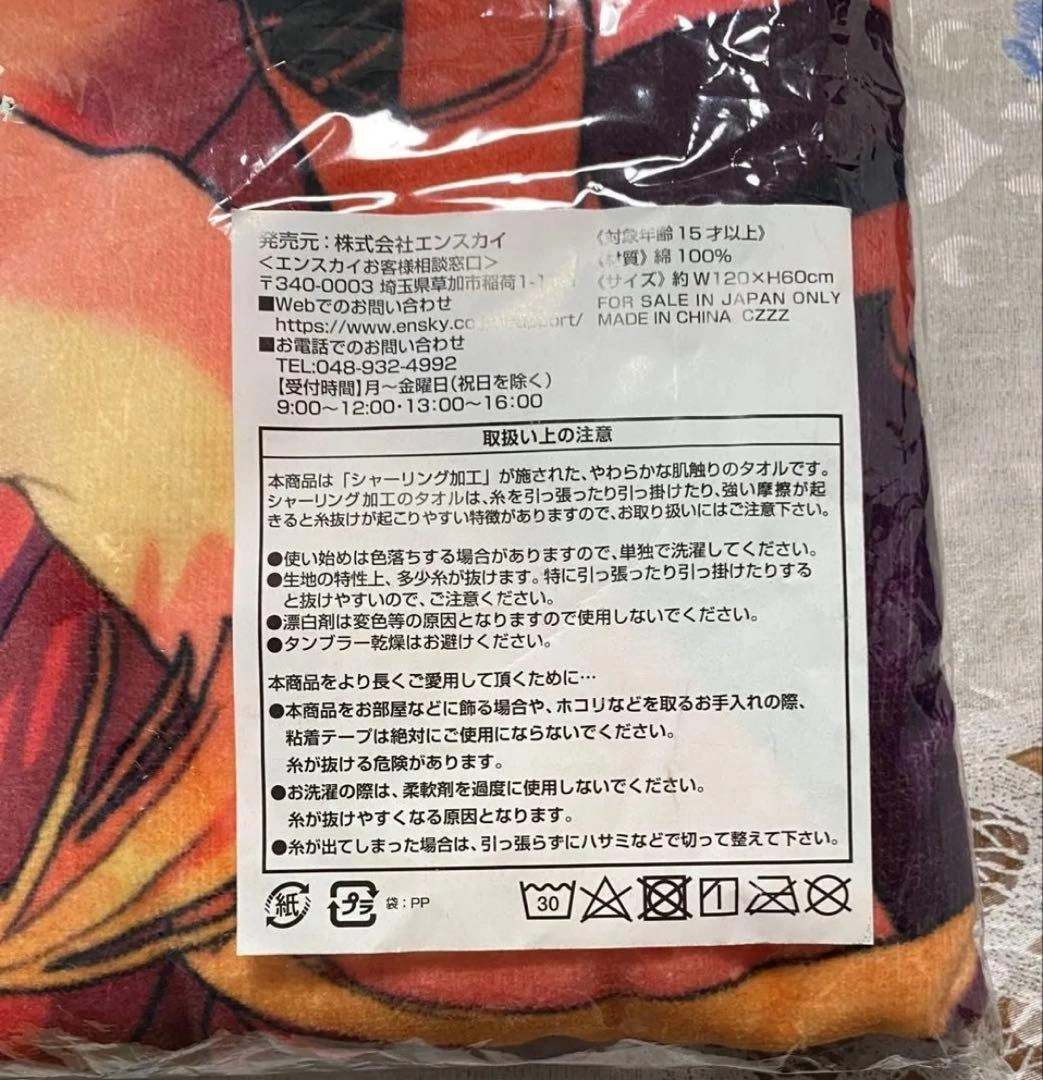 発売元：株式会社エンスカイ
＜エンスカイお客様相談窓口＞
〒340-0003 埼玉県草加市稲荷1-1
■Webでのお問い合わせ
https://www.ensky.co
■お電話でのお問い合わせ
TEL:048-932-4992
【受付時間】月〜金曜日（祝日を除く）
9:00〜12:00・13:00〜16:00
《対象年齢15才以上》
質》綿100%
《サイズ》約W120×H60cm
FOR SALE IN JAPAN ONLY
MADE IN CHINA CZZZ
取扱い上の注意
本商品は「シャーリング加工」が施された、やわらかな肌触りのタオルです。
シャーリング加工のタオルは、糸を引っ張ったり引っ掛けたり、強い摩擦が起
きると糸抜けが起こりやすい特徴がありますので、お取り扱いにはご注意下さい。
●使い始めは色落ちする場合がありますので、単独で洗濯してください。
●生地の特性上、多少糸が抜けます。特に引っ張ったり引っ掛けたりする
と抜けやすいので、ご注意ください。
●漂白剤は変色等の原因となりますので使用しないでください。
●タンブラー乾燥はお避けください。
本商品をより長くご愛用して頂くために…
●本商品をお部屋などに飾る場合や、ホコリなどを取るお手入れの際、
粘着テープは絶対にご使用にならないでください。
糸が抜ける危険があります。
●お洗濯の際は、柔軟剤を過度に使用しないでください。
糸が抜けやすくなる原因となります。
●糸が出てしまった場合は、引っ張らずにハサミなどで切って整えて下さい。
紙 プラ 袋：PP 30